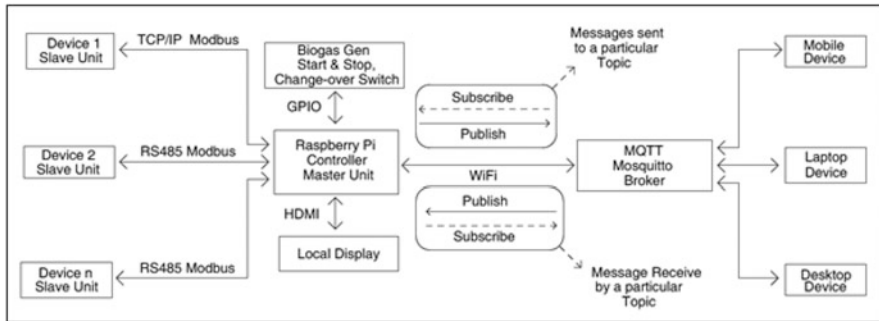 Device 1
Slave Unit
TCP/IP Modbus
Biogas Gen
Start & Stop,
Change-over Switch
GPIO
Messages sent
to a particular
Topic
Subscribe
Publish
Mobile
Device
Device 2
Slave Unit
RS485 Modbus
Raspberry Pi
Controller
Master Unit
WiFi
MQTT
Mosquitto
Broker
Laptop
Device
HDMI
Publish
Subscribe
Local Display
Device n
Slave Unit
RS485 Modbus
Message Receive
by a particular
Topic
Desktop
Device